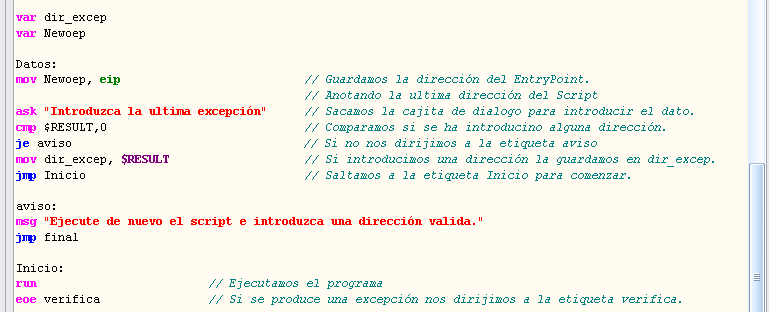 var dir_excep
var Newoep
Datos:
mov Newoep, eip // Guardamos la dirección del EntryPoint.
// Anotando la ultima dirección del Script
ask "Introduzca la ultima excepción" // Sacamos la cajita de dialogo para introducir el dato.
cmp $RESULT,0 // Comparamos si se ha introducino alguna dirección.
je aviso // Si no nos dirijimos a la etiqueta aviso
mov dir_excep, $RESULT // Si introducimos una dirección la guardamos en dir_excep.
jmp Inicio // Saltamos a la etiqueta Inicio para comenzar.
aviso:
msg "Ejecute de nuevo el script e introduzca una dirección valida."
jmp final
Inicio:
run // Ejecutamos el programa
eoe verifica // Si se produce una excepción nos dirijimos a la etiqueta verifica.